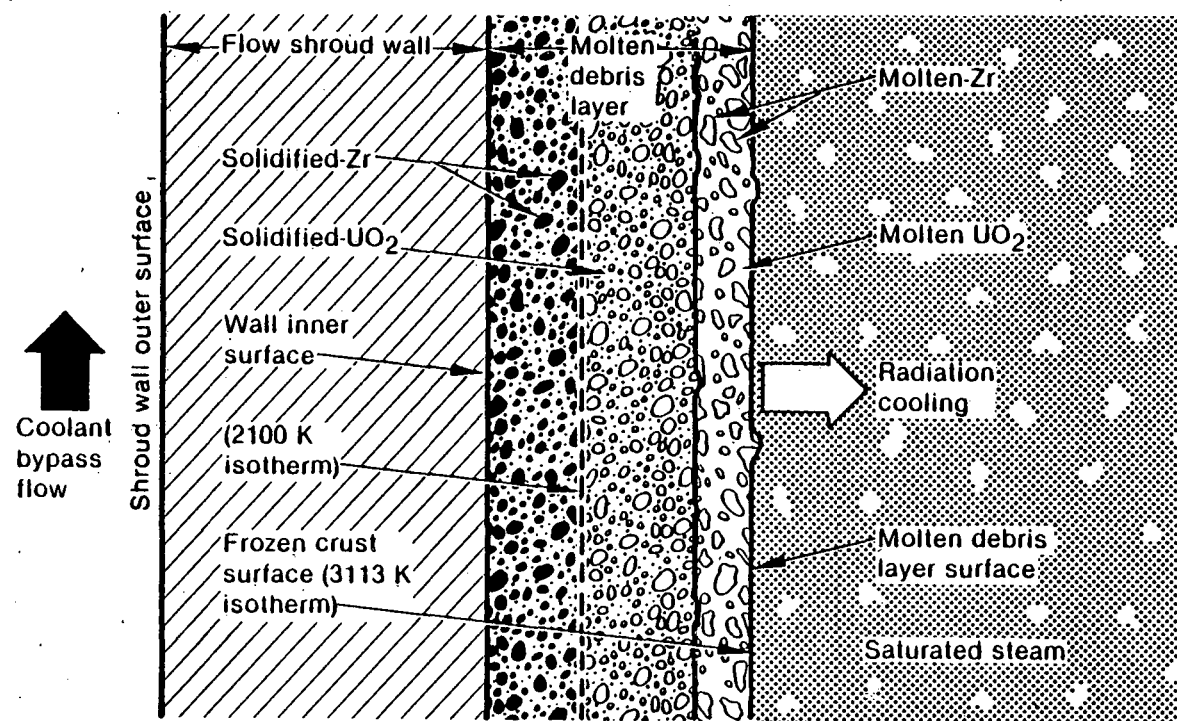 Flow shroud wall
Molten
debris
layer
Molten-Zr
Solidified-Zr
Solidified-UO₂
Molten UO₂
Shroud wall outer surface
Wall inner
surface
Radiation
cooling
Coolant
bypass
flow
(2100 K
isotherm)
Frozen crust
surface (3113 K
isotherm)
Molten debris
layer surface
Saturated steam